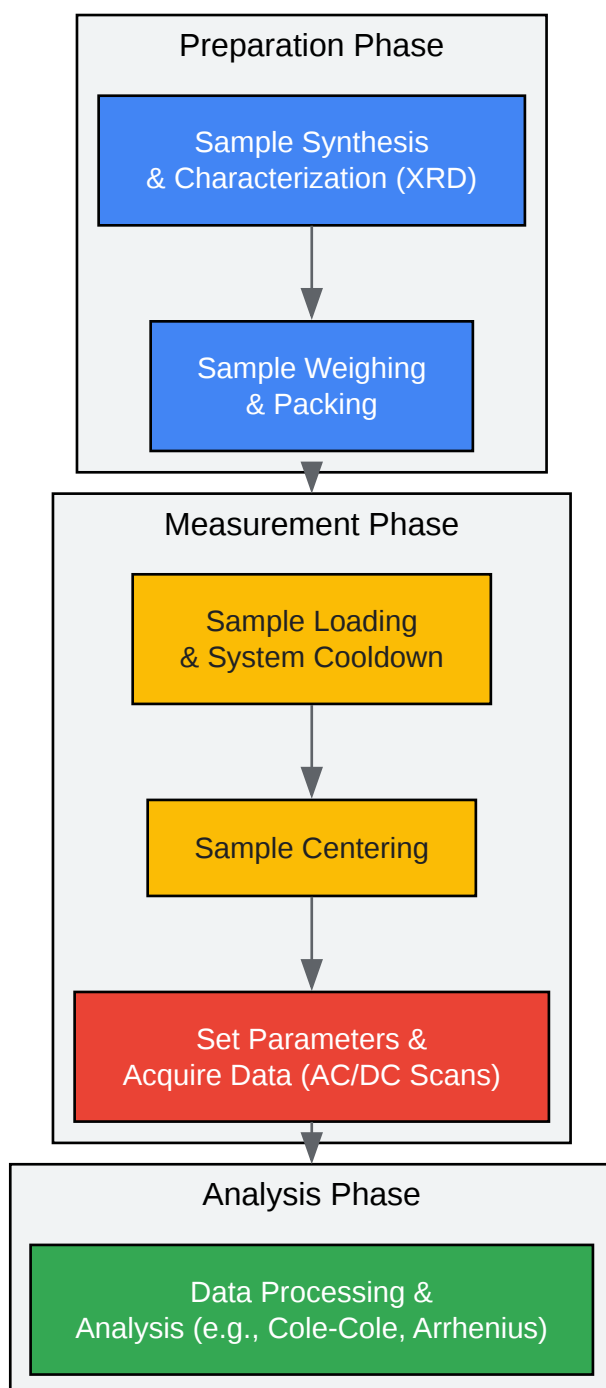 Preparation Phase
Sample Synthesis
& Characterization (XRD)
Sample Weighing
& Packing
Measurement Phase
Sample Loading
& System Cooldown
Sample Centering
Set Parameters &
Acquire Data (AC/DC Scans)
Analysis Phase
Data Processing &
Analysis (e.g., Cole-Cole, Arrhenius)